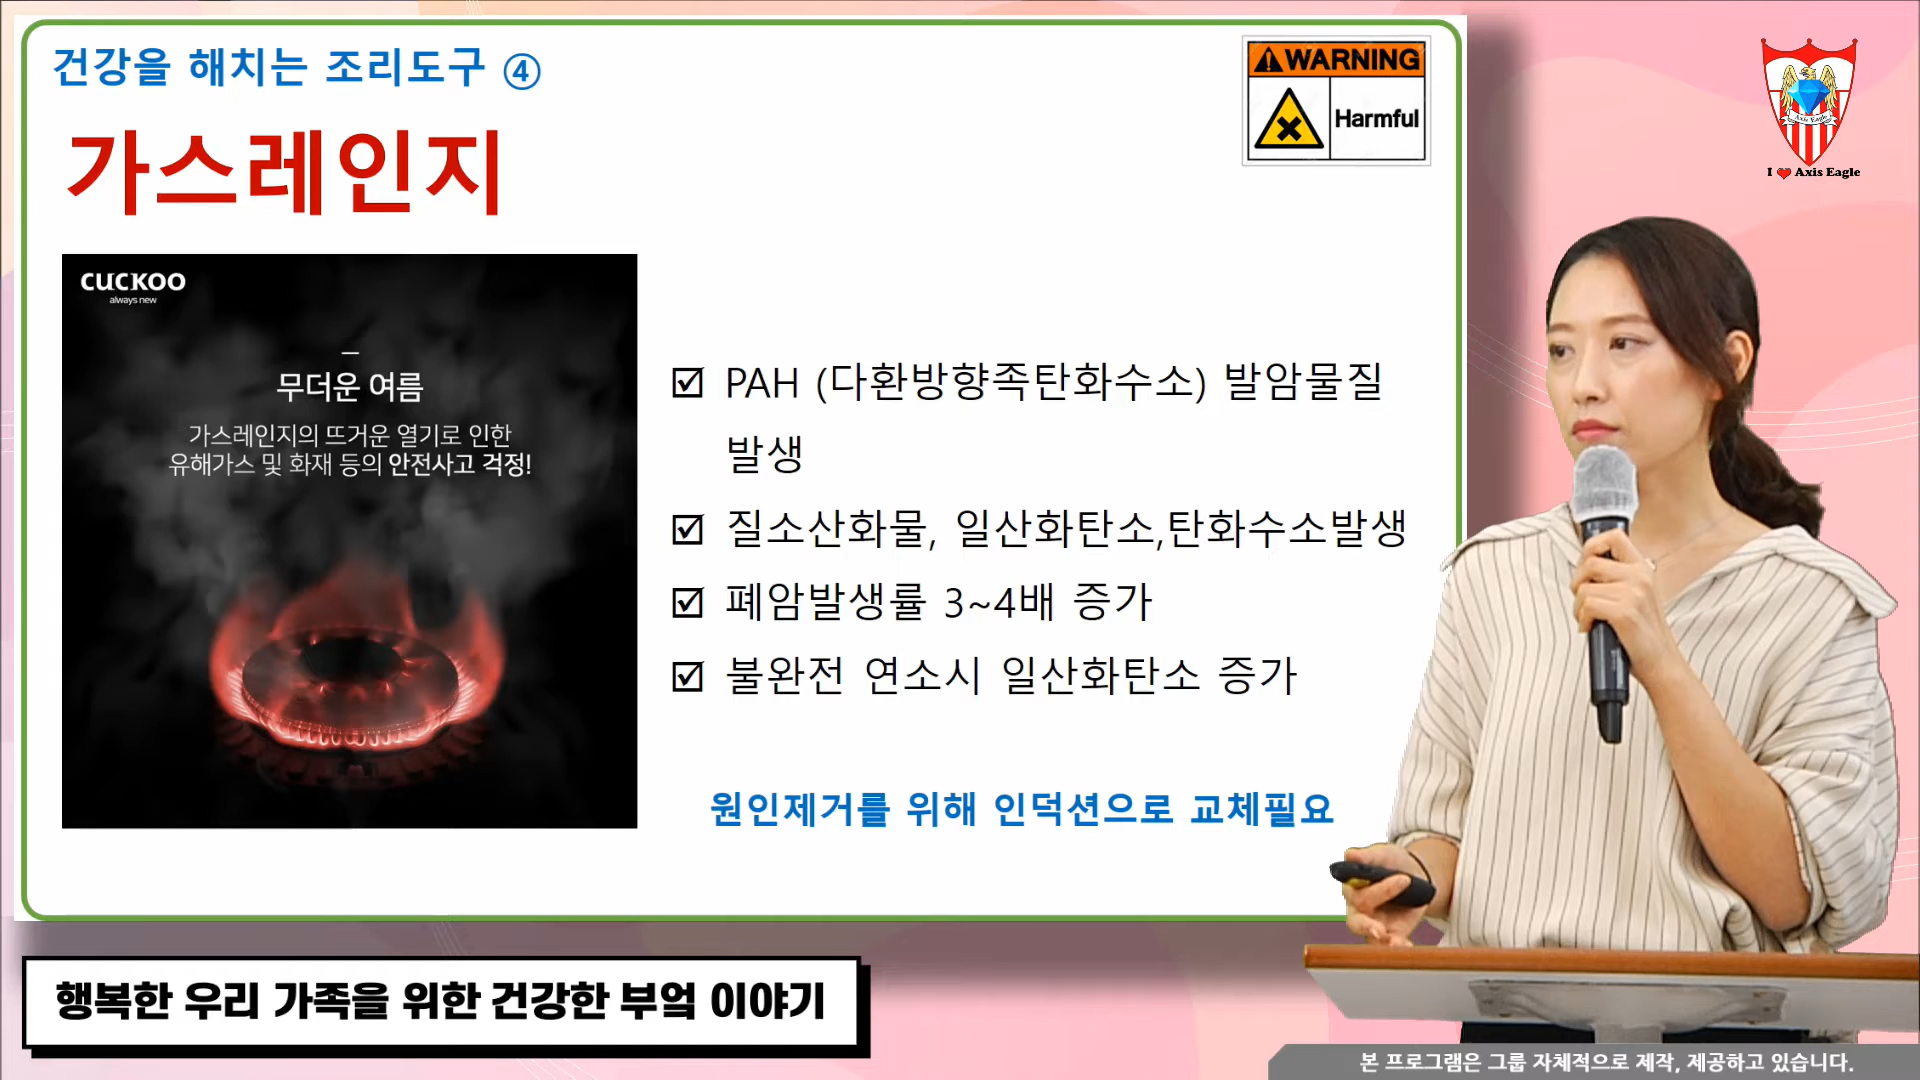 건강을 해치는 조리도구 ④
WARNING
Harmful
가스레인지
CUCKOO
always new
무더운 여름
가스레인지의 뜨거운 열기로 인한
유해가스 및 화재 등의 안전사고 걱정!
☑ PAH (다환방향족탄화수소) 발암물질
발생
☑ 질소산화물, 일산화탄소,탄화수소발생
☑ 폐암발생률 3~4배 증가
☑ 불완전 연소시 일산화탄소 증가
원인제거를 위해 인덕션으로 교체필요
Axis Eagle
I ❤ Axis Eagle
행복한 우리 가족을 위한 건강한 부엌 이야기
본 프로그램은 그룹 자체적으로 제작, 제공하고 있습니다.